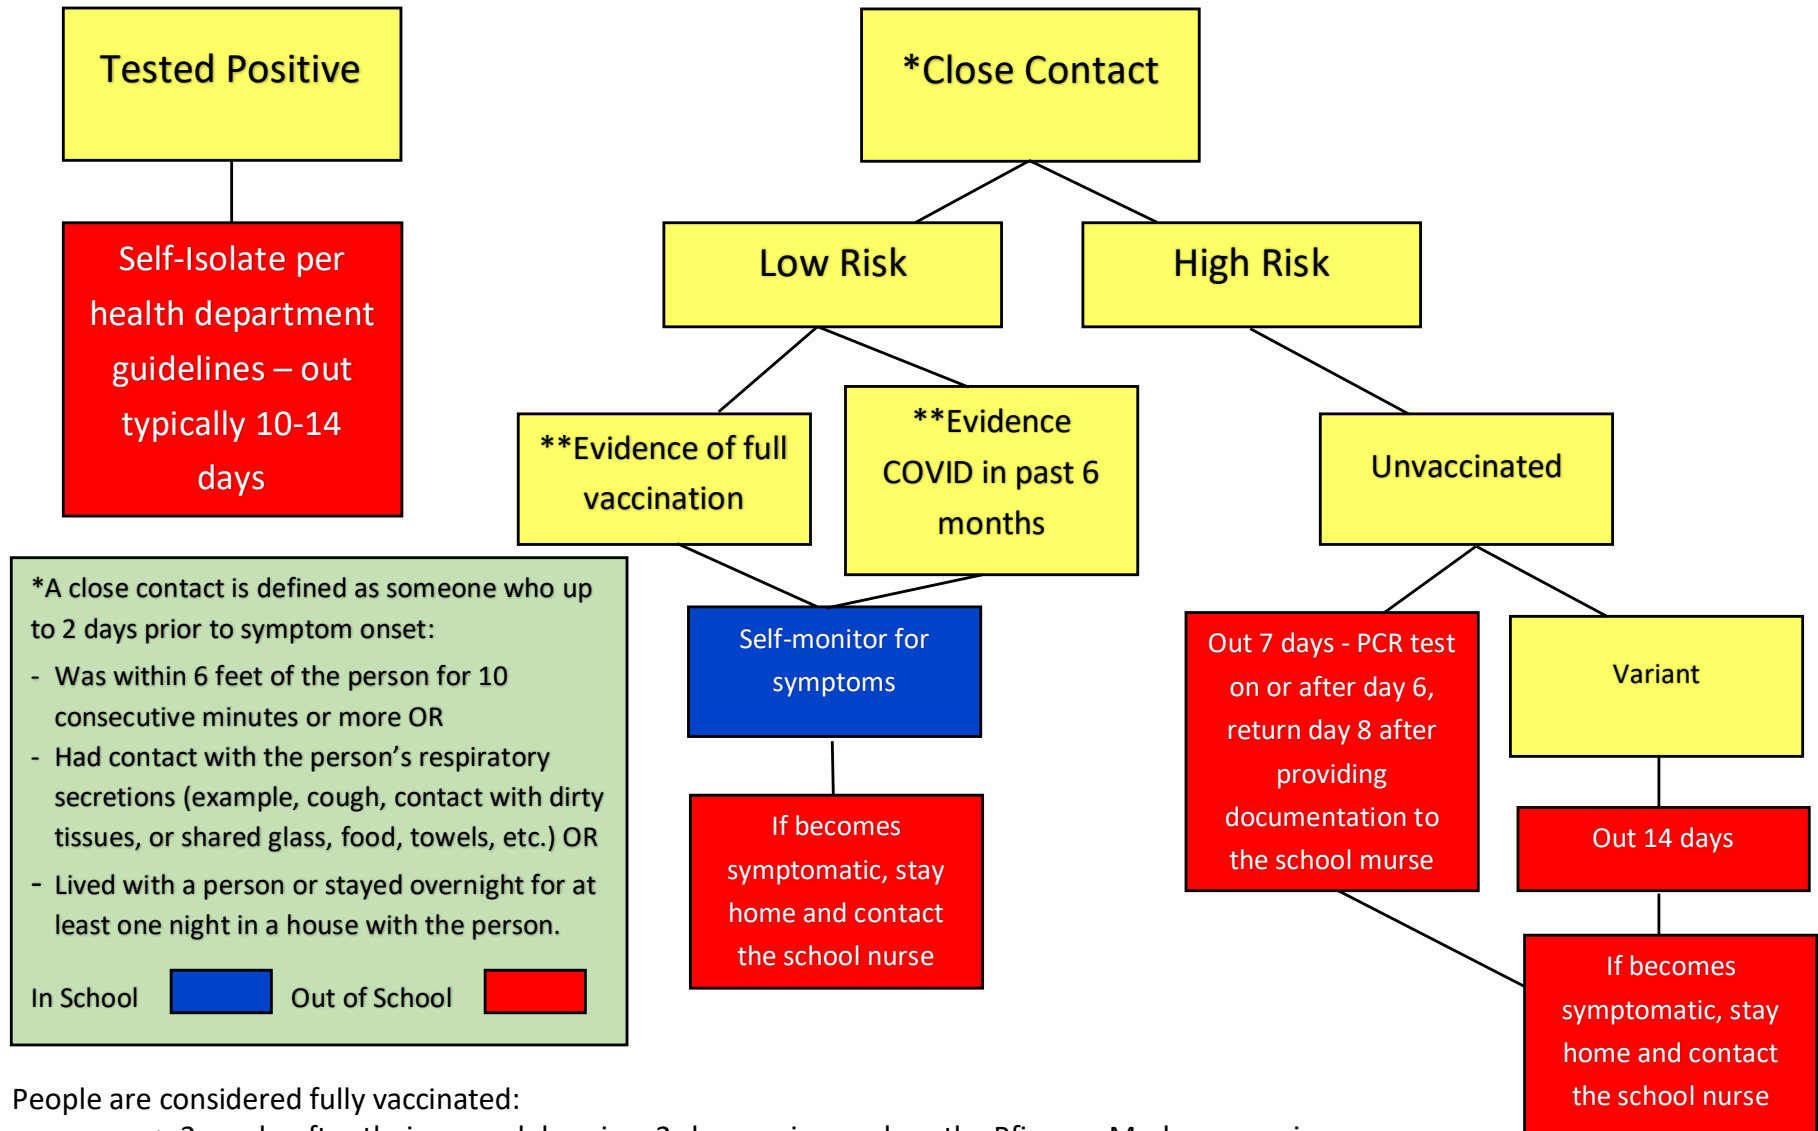 Tested Positive
Self-Isolate per
health department
guidelines – out
typically 10-14
days
*Close Contact
Low Risk
High Risk
**Evidence of full
vaccination
**Evidence
COVID in past 6
months
Unvaccinated
Self-monitor for
symptoms
If becomes
symptomatic, stay
home and contact
the school nurse
Out 7 days - PCR test
on or after day 6,
return day 8 after
providing
documentation to
the school murse
Variant
Out 14 days
If becomes
symptomatic, stay
home and contact
the school nurse
*A close contact is defined as someone who up
to 2 days prior to symptom onset:
- Was within 6 feet of the person for 10
consecutive minutes or more OR
- Had contact with the person’s respiratory
secretions (example, cough, contact with dirty
tissues, or shared glass, food, towels, etc.) OR
- Lived with a person or stayed overnight for at
least one night in a house with the person.
In School Out of School
People are considered fully vaccinated: